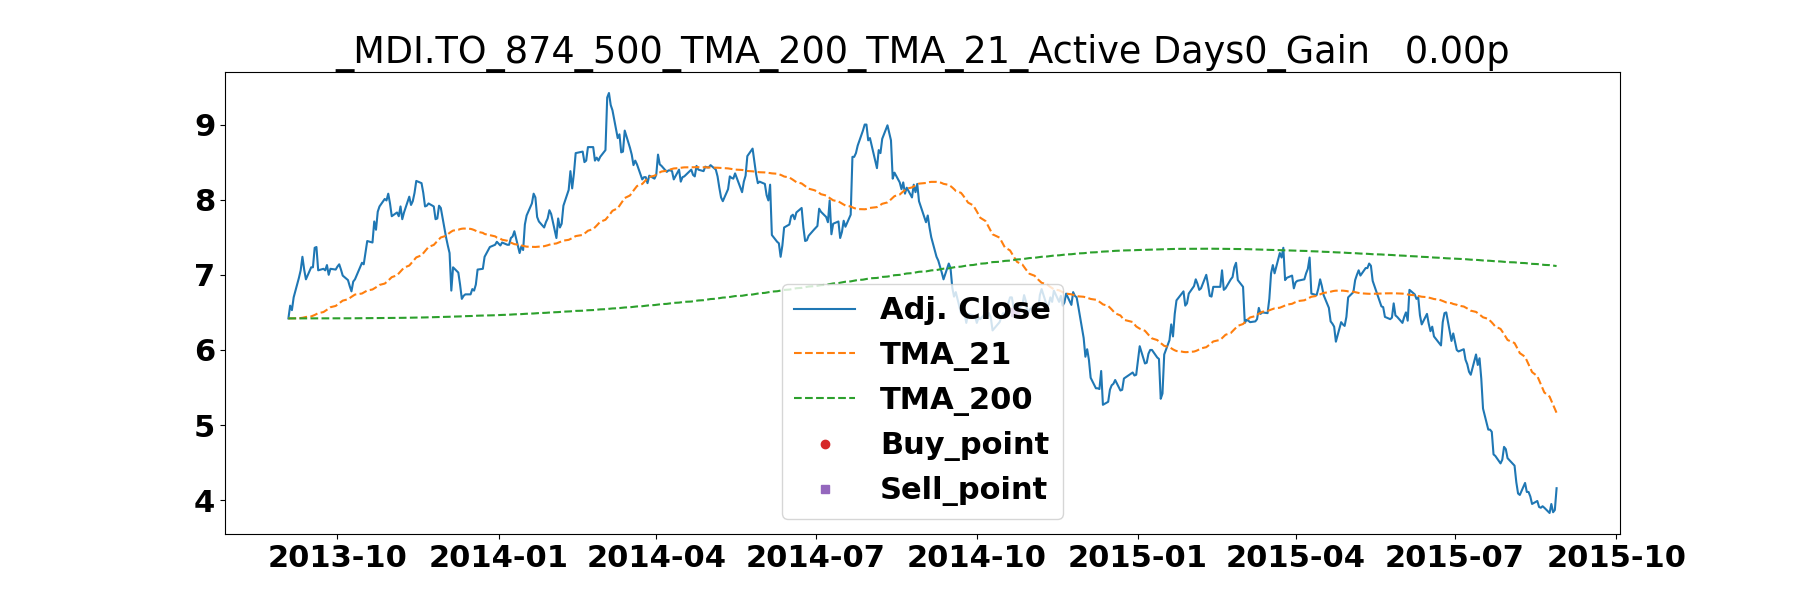 _MDI.TO_874_500_TMA_200_TMA_21_Active Days0_Gain   0.00p
9
8
7
6
5
4
Adj. Close
TMA_21
TMA_200
Buy_point
Sell_point
2013-10 2014-01 2014-04 2014-07 2014-10 2015-01 2015-04 2015-07 2015-10